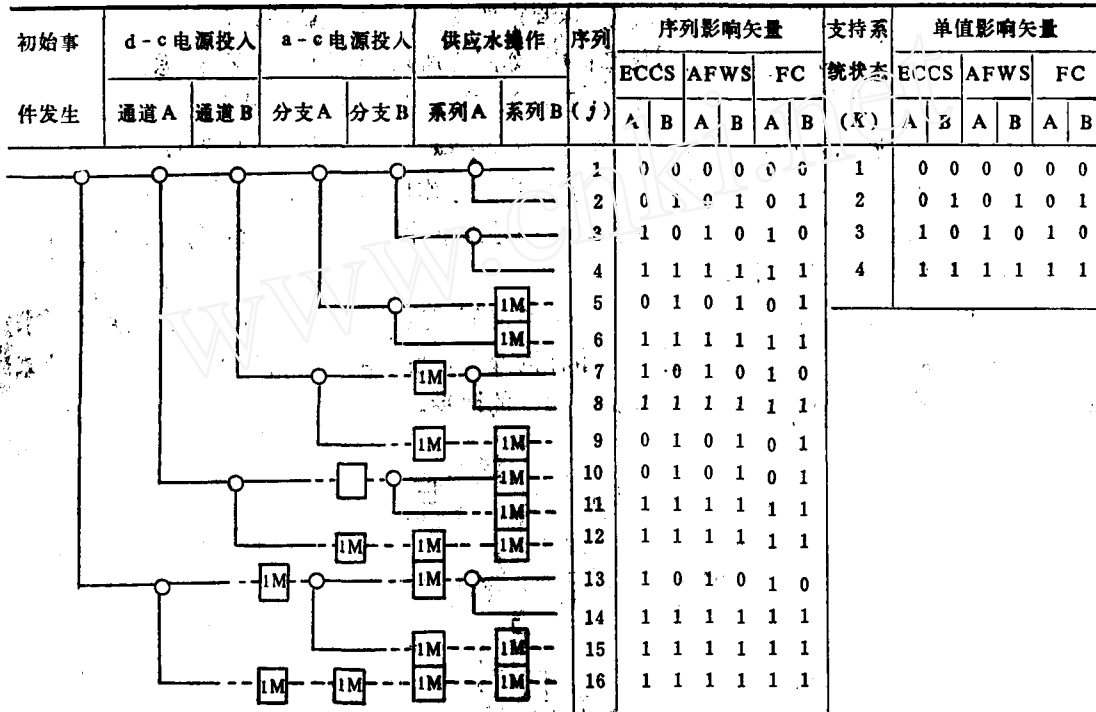 初始事 d-c电源投入 a-c电源投入 供应水操作 序列 序列影响矢量 支持系 单值影响矢量
ECCS AFWS FC 统状态 ECCS AFWS FC
件发生 通道A 通道B 分支A 分支B 系列A 系列B (j) A B A B A B (K) A B A B A B
1 0 0 0 0 0 0 1 0 0 0 0 0 0
2 0 1 0 1 0 1 2 0 1 0 1 0 1
3 1 0 1 0 1 0 3 1 0 1 0 1 0
4 1 1 1 1 1 1 4 1 1 1 1 1 1
1M 5 0 1 0 1 0 1
1M 6 1 1 1 1 1 1
1M 7 1 0 1 0 1 0
8 1 1 1 1 1 1
1M 1M 9 0 1 0 1 0 1
1M 10 0 1 0 1 0 1
1M 11 1 1 1 1 1 1
1M 1M 1M 12 1 1 1 1 1 1
1M 1M 13 1 0 1 0 1 0
14 1 1 1 1 1 1
1M 1M 15 1 1 1 1 1 1
1M 1M 1M 1M 16 1 1 1 1 1 1
www.cnki.net